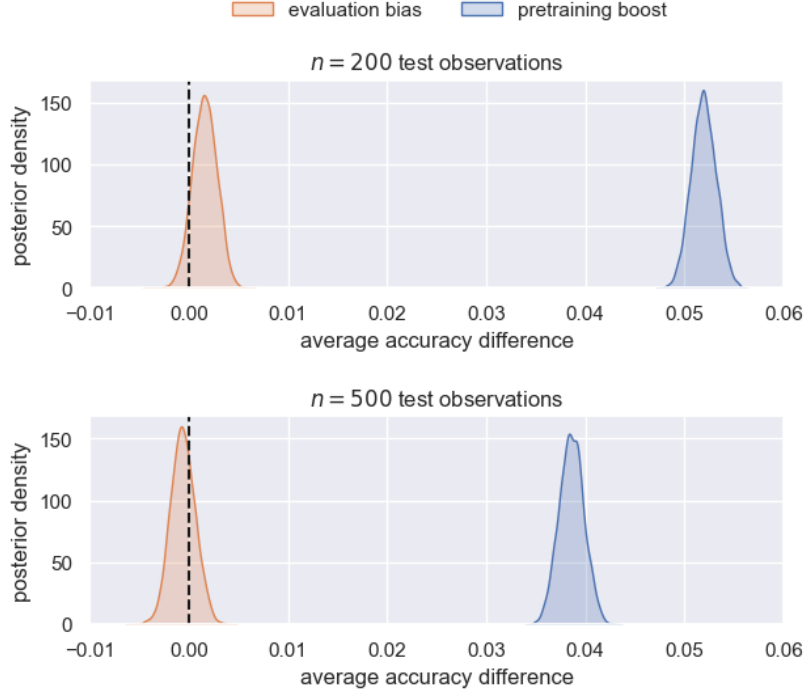 evaluation bias pretraining boost
n = 200 test observations
150
100
50
0
posterior density
−0.01 0.00 0.01 0.02 0.03 0.04 0.05 0.06
average accuracy difference
n = 500 test observations
150
100
50
0
posterior density
−0.01 0.00 0.01 0.02 0.03 0.04 0.05 0.06
average accuracy difference